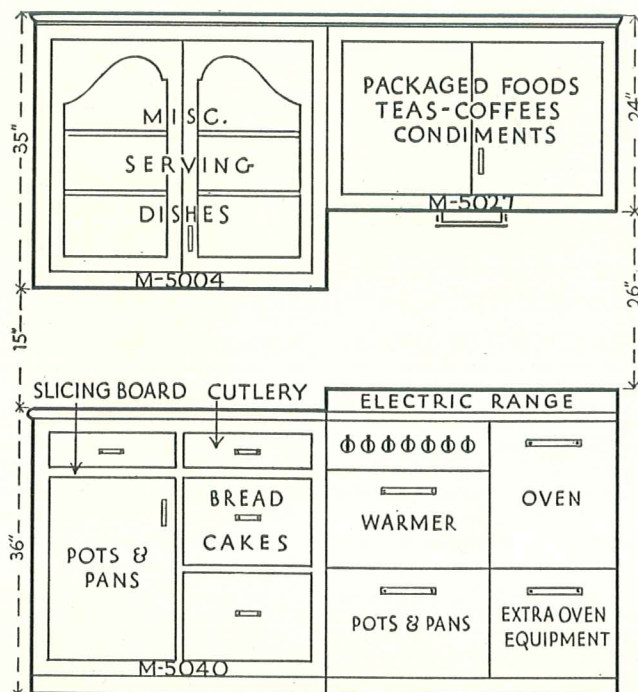 35"
MISC.
SERVING
DISHES
M-5004
PACKAGED FOODS
TEAS-COFFEES
CONDIMENTS
M-5027
24"
15"
26"
SLICING BOARD
CUTLERY
ELECTRIC RANGE
36"
POTS &
PANS
BREAD
CAKES
M-5040
WARMER
OVEN
POTS & PANS
EXTRA OVEN
EQUIPMENT